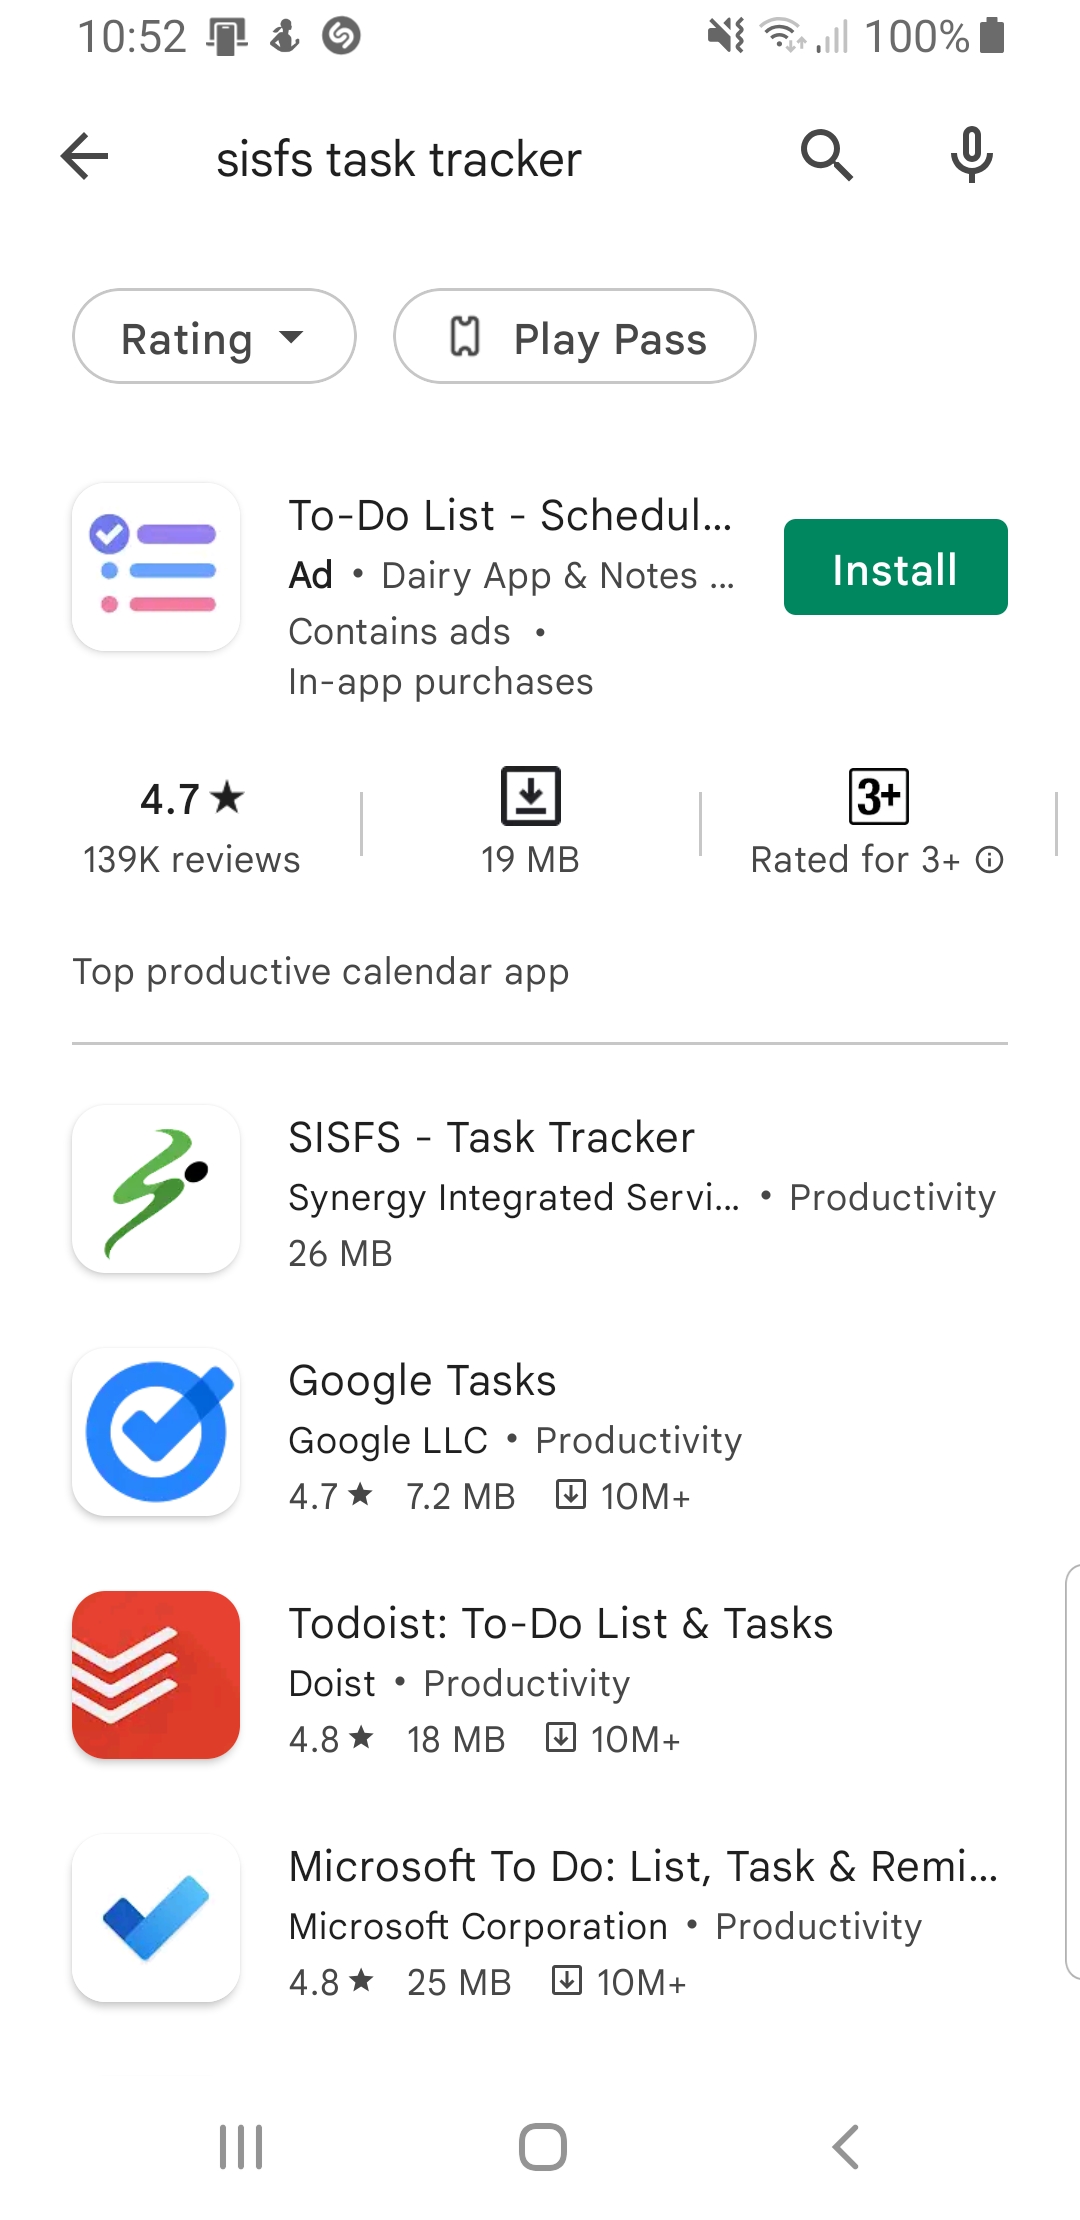 10:52 100%
sisfs task tracker
Rating Play Pass
To-Do List - Schedul...
Ad • Dairy App & Notes ...
Contains ads •
In-app purchases
Install
4.7★
139K reviews
19 MB
3+
Rated for 3+
Top productive calendar app
SISFS - Task Tracker
Synergy Integrated Servi... • Productivity
26 MB
Google Tasks
Google LLC • Productivity
4.7★ 7.2 MB 10M+
Todoist: To-Do List & Tasks
Doist • Productivity
4.8★ 18 MB 10M+
Microsoft To Do: List, Task & Remi...
Microsoft Corporation • Productivity
4.8★ 25 MB 10M+